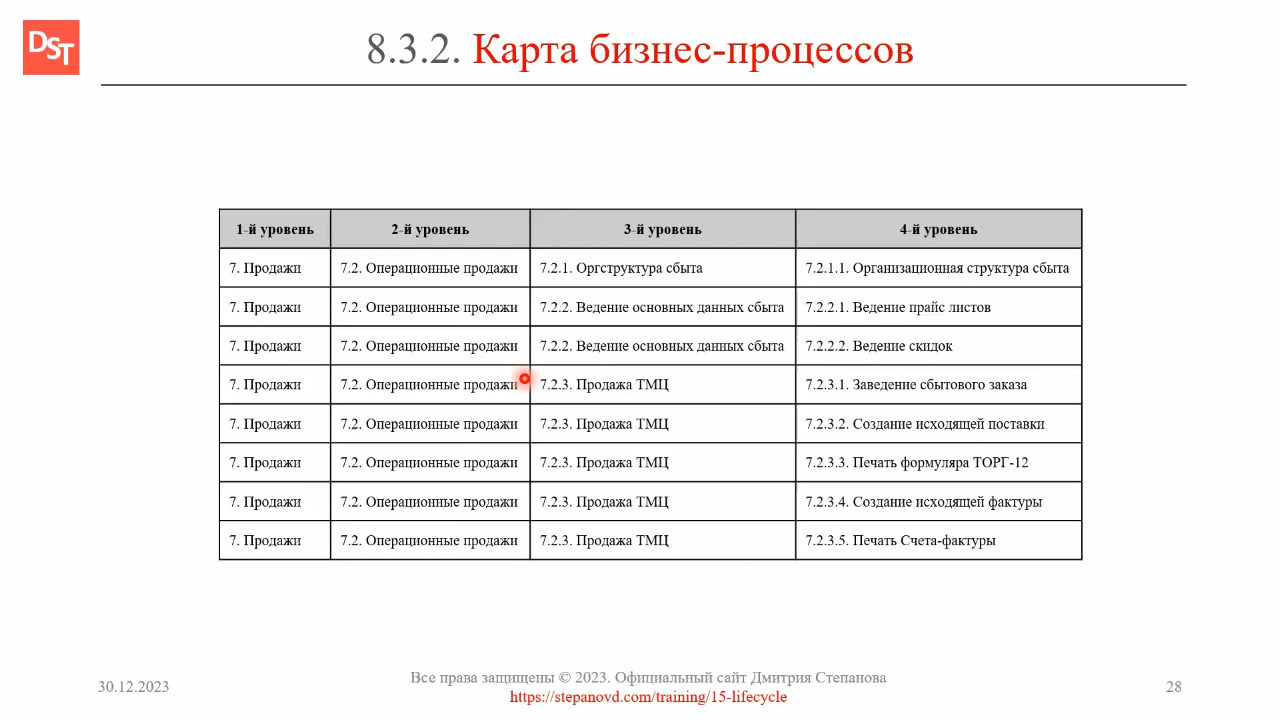 DST
8.3.2. Карта бизнес-процессов
1-й уровень 2-й уровень 3-й уровень 4-й уровень
7. Продажи 7.2. Операционные продажи 7.2.1. Оргструктура сбыта 7.2.1.1. Организационная структура сбыта
7. Продажи 7.2. Операционные продажи 7.2.2. Ведение основных данных сбыта 7.2.2.1. Ведение прайс листов
7. Продажи 7.2. Операционные продажи 7.2.2. Ведение основных данных сбыта 7.2.2.2. Ведение скидок
7. Продажи 7.2. Операционные продажи 7.2.3. Продажа ТМЦ 7.2.3.1. Заведение сбытового заказа
7. Продажи 7.2. Операционные продажи 7.2.3. Продажа ТМЦ 7.2.3.2. Создание исходящей поставки
7. Продажи 7.2. Операционные продажи 7.2.3. Продажа ТМЦ 7.2.3.3. Печать формуляра ТОРГ-12
7. Продажи 7.2. Операционные продажи 7.2.3. Продажа ТМЦ 7.2.3.4. Создание исходящей фактуры
7. Продажи 7.2. Операционные продажи 7.2.3. Продажа ТМЦ 7.2.3.5. Печать Счета-фактуры
30.12.2023
Все права защищены © 2023. Официальный сайт Дмитрия Степанова
https://stepanovd.com/training/15-lifecycle
28